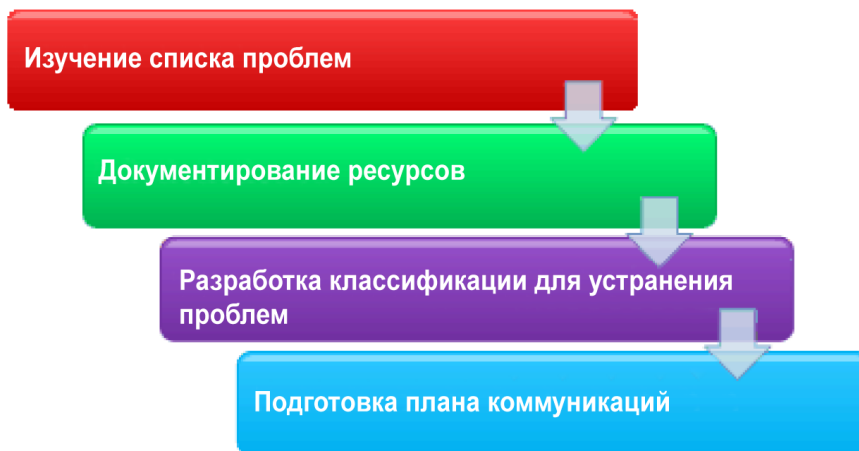 Изучение списка проблем
Документирование ресурсов
Разработка классификации для устранения
проблем
Подготовка плана коммуникаций